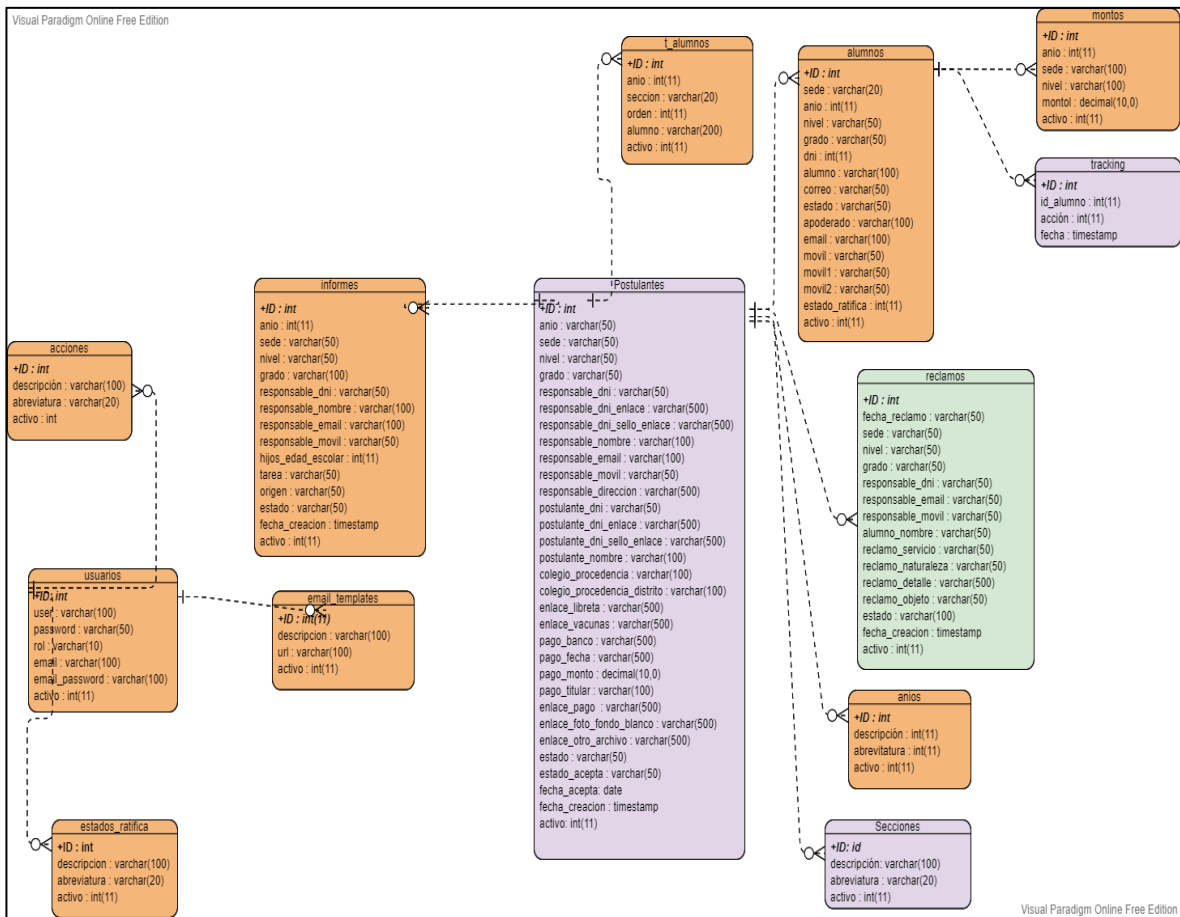 Visual Paradigm Online Free Edition
t_alumnos
+ID : int
anio : int(11)
seccion : varchar(20)
orden : int(11)
alumno : varchar(200)
activo : int(11)
alumnos
+ID : int
sede : varchar(20)
anio : int(11)
nivel : varchar(50)
grado : varchar(50)
dni : int(11)
alumno : varchar(100)
correo : varchar(50)
estado : varchar(50)
apoderado : varchar(100)
email : varchar(100)
movil : varchar(50)
movil1 : varchar(50)
movil2 : varchar(50)
estado_ratifica : int(11)
activo : int(11)
montos
+ID : int
anio : int(11)
sede : varchar(100)
nivel : varchar(100)
montol : decimal(10,0)
activo : int(11)
tracking
+ID : int
id_alumno : int(11)
acción : int(11)
fecha : timestamp
informes
+ID : int
anio : int(11)
sede : varchar(50)
nivel : varchar(50)
grado : varchar(100)
responsable_dni : varchar(50)
responsable_nombre : varchar(100)
responsable_email : varchar(100)
responsable_movil : varchar(50)
hijos_edad_escolar : int(11)
tarea : varchar(50)
origen : varchar(50)
estado : varchar(50)
fecha_creacion : timestamp
activo : int(11)
Postulantes
+ID : int
anio : varchar(50)
sede : varchar(50)
nivel : varchar(50)
grado : varchar(50)
responsable_dni : varchar(50)
responsable_dni_enlace : varchar(500)
responsable_dni_sello_enlace : varchar(500)
responsable_nombre : varchar(100)
responsable_email : varchar(100)
responsable_movil : varchar(50)
responsable_direccion : varchar(500)
postulante_dni : varchar(50)
postulante_dni_enlace : varchar(500)
postulante_dni_sello_enlace : varchar(500)
postulante_nombre : varchar(100)
colegio_procedencia : varchar(100)
colegio_procedencia_distrito : varchar(100)
enlace_libreta : varchar(500)
enlace_vacunas : varchar(500)
pago_banco : varchar(500)
pago_fecha : varchar(500)
pago_monto : decimal(10,0)
pago_titular : varchar(100)
enlace_pago : varchar(500)
enlace_foto_fondo_blanco : varchar(500)
enlace_otro_archivo : varchar(500)
estado : varchar(50)
estado_acepta : varchar(50)
fecha_acepta: date
fecha_creacion : timestamp
activo: int(11)
acciones
+ID : int
descripción : varchar(100)
abreviatura : varchar(20)
activo : int
reclamos
+ID : int
fecha_reclamo : varchar(50)
sede : varchar(50)
nivel : varchar(50)
grado : varchar(50)
responsable_dni : varchar(50)
responsable_email : varchar(50)
responsable_movil : varchar(50)
alumno_nombre : varchar(50)
reclamo_servicio : varchar(50)
reclamo_naturaleza : varchar(50)
reclamo_detalle : varchar(500)
reclamo_objeto : varchar(50)
estado : varchar(100)
fecha_creacion : timestamp
activo : int(11)
usuarios
+ID : int
user : varchar(100)
password : varchar(50)
rol : varchar(10)
email : varchar(100)
email_password : varchar(100)
activo : int(11)
email_templates
+ID : int(11)
descripcion : varchar(100)
url : varchar(100)
activo : int(11)
anios
+ID : int
descripción : int(11)
abrevitatura : int(11)
activo : int(11)
estados_ratifica
+ID : int
descripcion : varchar(100)
abreviatura : varchar(20)
activo : int(11)
Secciones
+ID: id
descripción: varchar(100)
abreviatura : varchar(20)
activo : int(11)
Visual Paradigm Online Free Edition